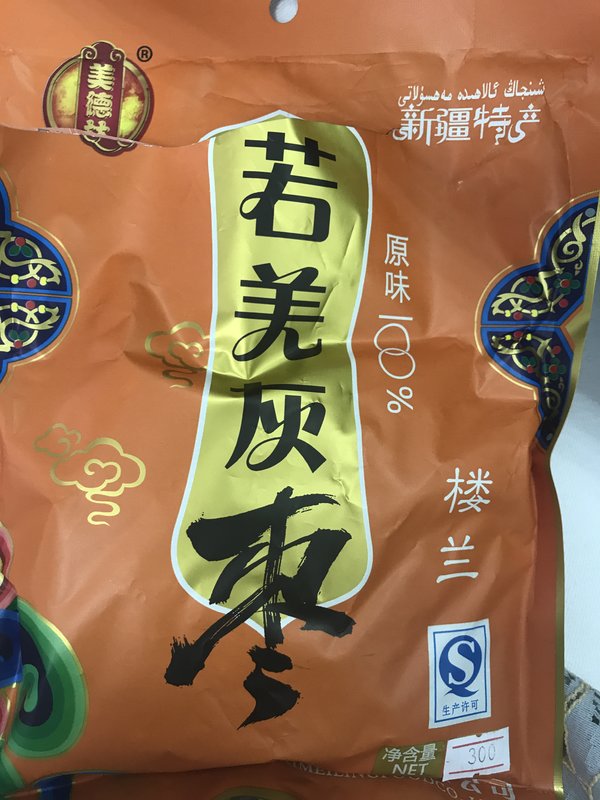 美德
®
شىنجاڭ ئالاھىدە مەھسۇلاتى
新疆特产
若羌灰枣
原味100%
楼兰
S
生产许可
净含量
NET
300